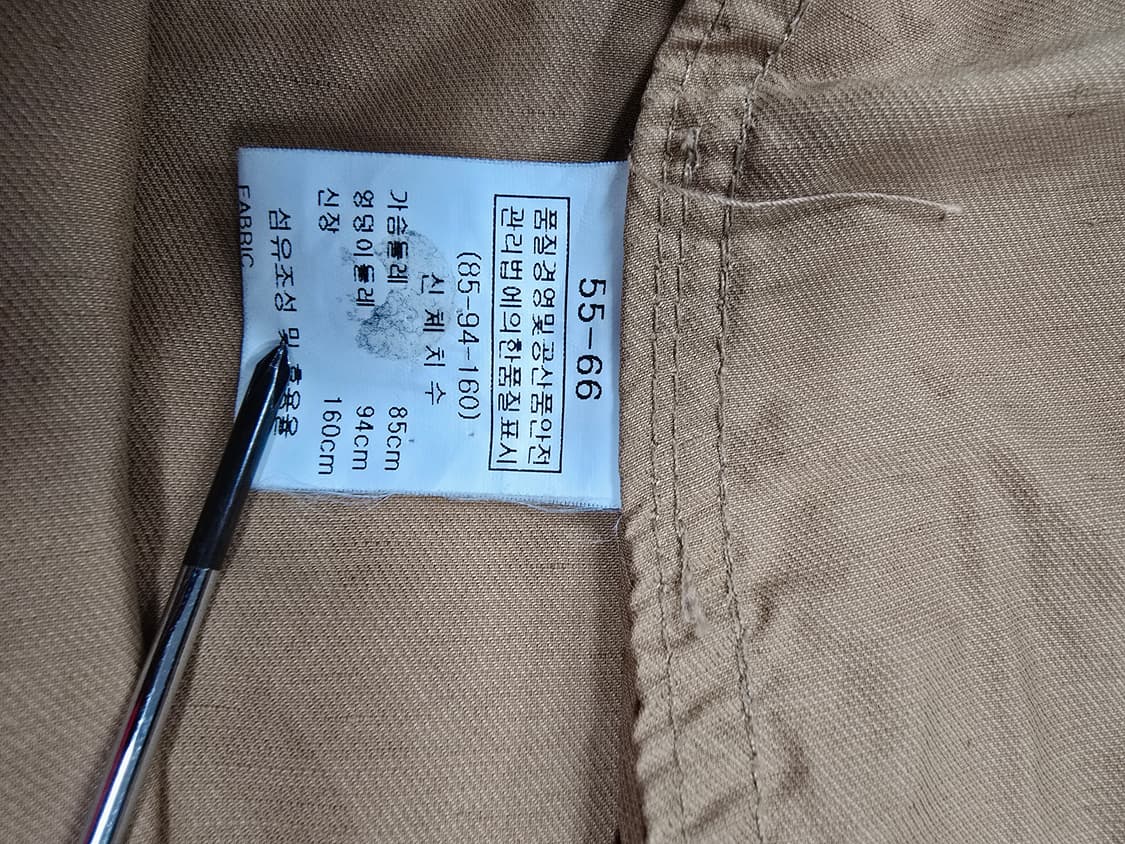 55-66
품질경영및공산품안전
관리법에의한품질표시
(85-94-160)
신 체 치 수
가슴둘레 85cm
엉덩이둘레 94cm
신장 160cm
섬유조성 및 혼용율
FABRIC